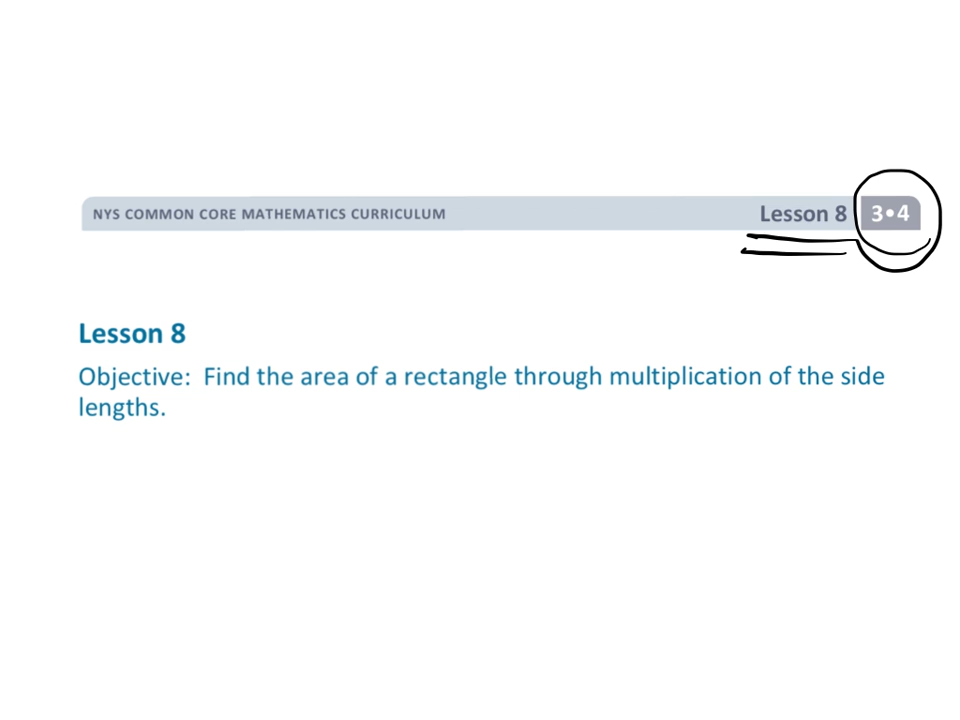 NYS COMMON CORE MATHEMATICS CURRICULUM Lesson 8 3•4
Lesson 8
Objective: Find the area of a rectangle through multiplication of the side
lengths.